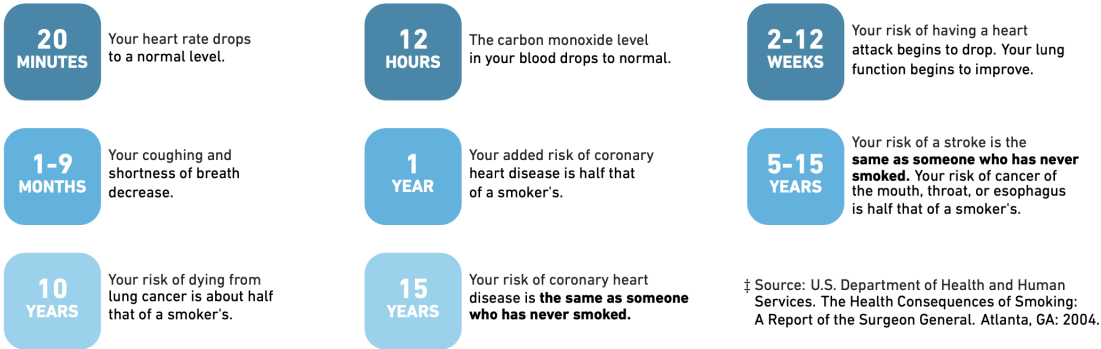 20
MINUTES
Your heart rate drops
to a normal level.
12
HOURS
The carbon monoxide level
in your blood drops to normal.
2-12
WEEKS
Your risk of having a heart
attack begins to drop. Your lung
function begins to improve.
1-9
MONTHS
Your coughing and
shortness of breath
decrease.
1
YEAR
Your added risk of coronary
heart disease is half that
of a smoker's.
5-15
YEARS
Your risk of a stroke is the
same as someone who has never
smoked. Your risk of cancer of
the mouth, throat, or esophagus
is half that of a smoker's.
10
YEARS
Your risk of dying from
lung cancer is about half
that of a smoker's.
15
YEARS
Your risk of coronary heart
disease is the same as someone
who has never smoked.
‡ Source: U.S. Department of Health and Human
Services. The Health Consequences of Smoking:
A Report of the Surgeon General. Atlanta, GA: 2004.